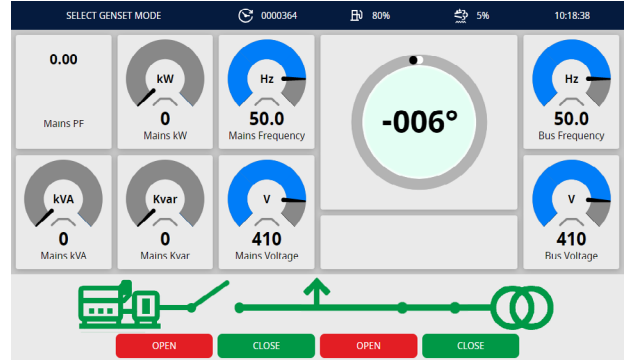 SELECT GENSET MODE 0000364 80% 5% 10:18:38
0.00
Mains PF
kW
0
Mains kW
Hz
50.0
Mains Frequency
-006°
Hz
50.0
Bus Frequency
kVA
0
Mains kVA
Kvar
0
Mains Kvar
V
410
Mains Voltage
V
410
Bus Voltage
OPEN CLOSE OPEN CLOSE